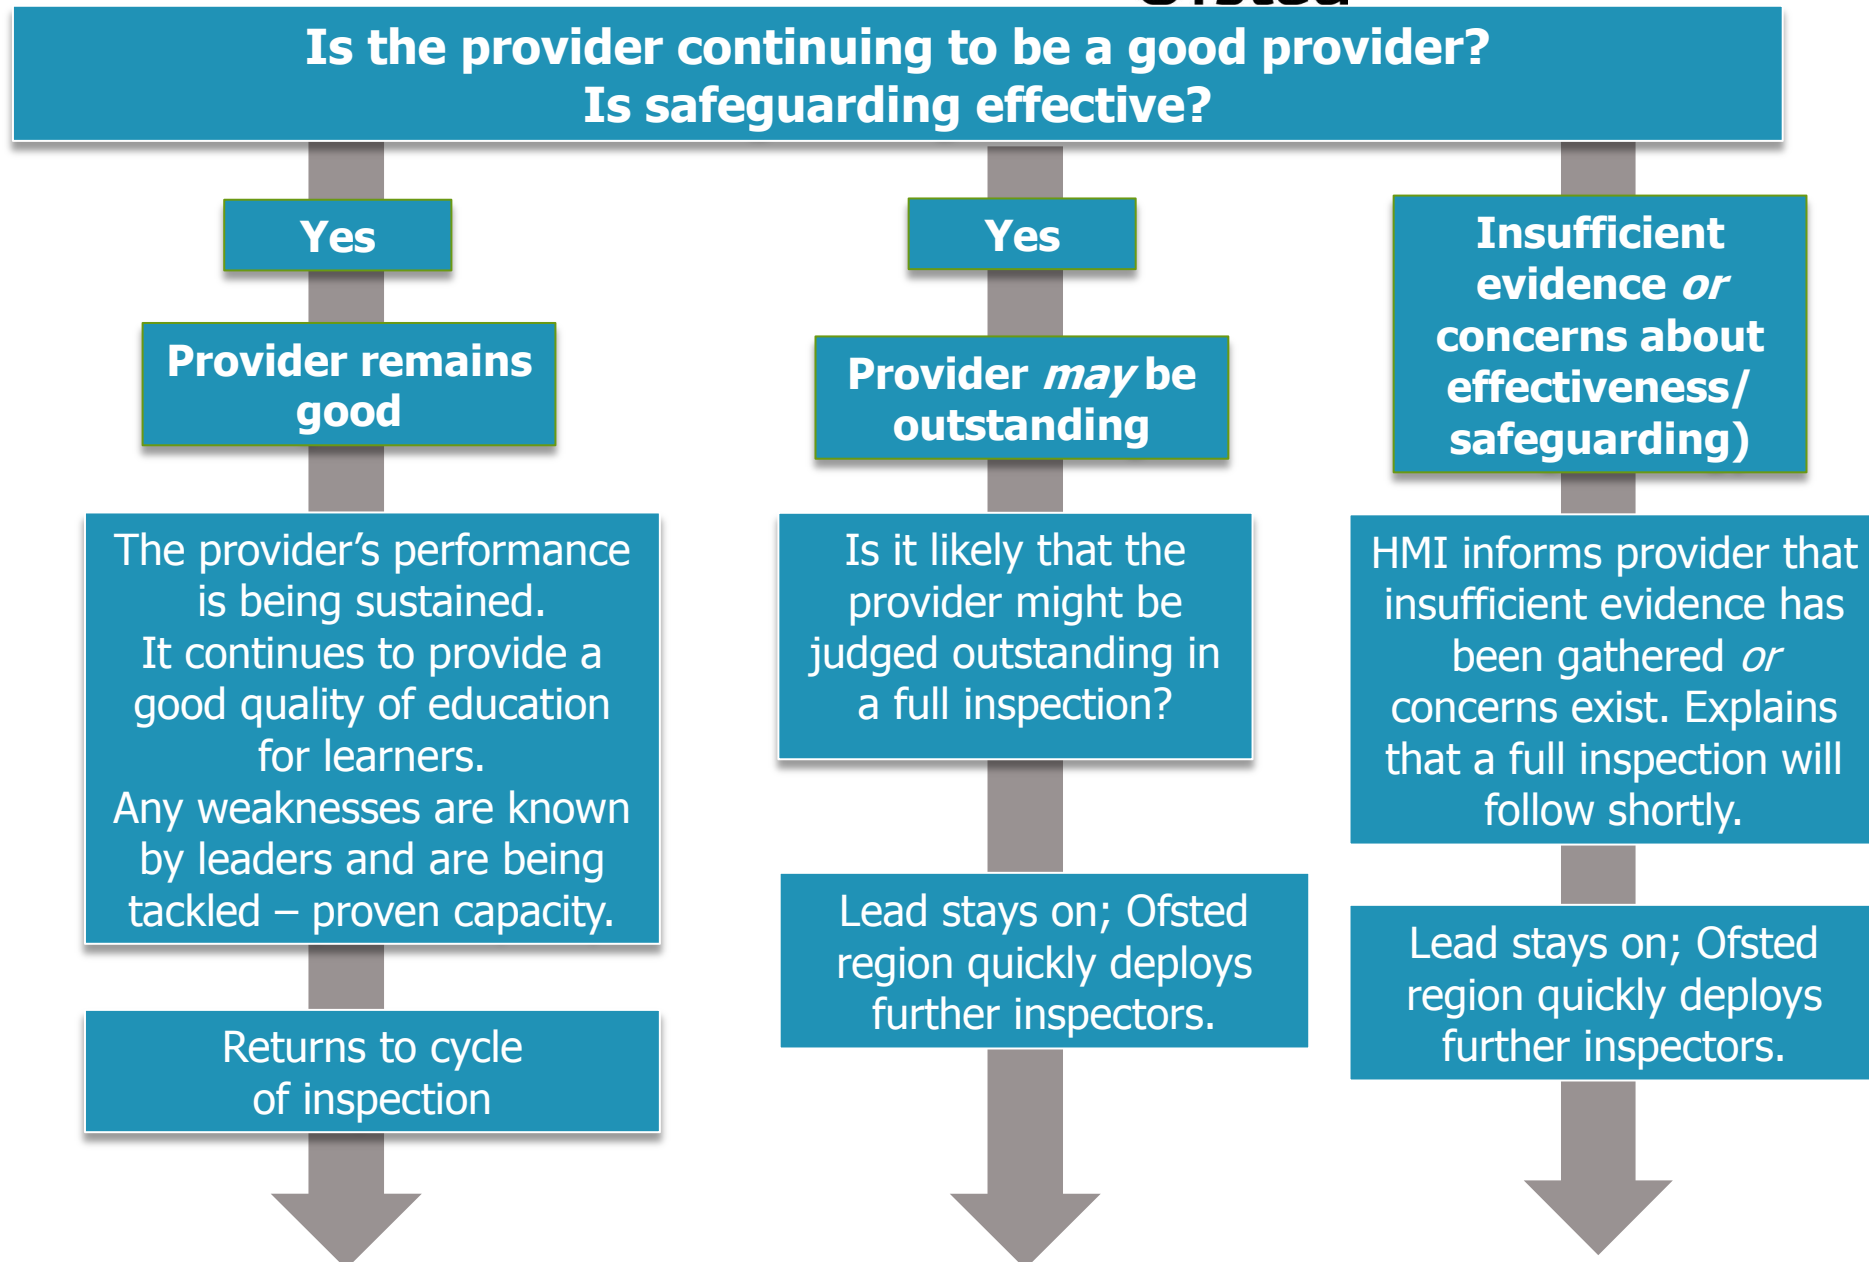 Ofsted
Is the provider continuing to be a good provider?
Is safeguarding effective?
Yes
Provider remains
good
The provider’s performance
is being sustained.
It continues to provide a
good quality of education
for learners.
Any weaknesses are known
by leaders and are being
tackled – proven capacity.
Returns to cycle
of inspection
Yes
Provider may be
outstanding
Is it likely that the
provider might be
judged outstanding in
a full inspection?
Lead stays on; Ofsted
region quickly deploys
further inspectors.
Insufficient
evidence or
concerns about
effectiveness/
safeguarding)
HMI informs provider that
insufficient evidence has
been gathered or
concerns exist. Explains
that a full inspection will
follow shortly.
Lead stays on; Ofsted
region quickly deploys
further inspectors.